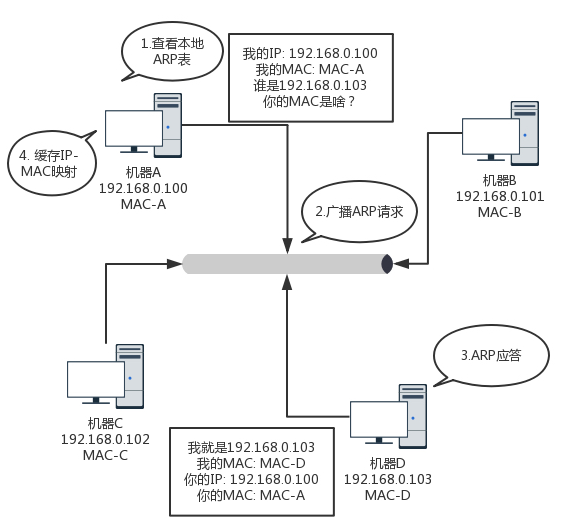 1.查看本地
ARP表
我的IP: 192.168.0.100
我的MAC: MAC-A
谁是192.168.0.103
你的MAC是啥？
4. 缓存IP-
MAC映射
机器A
192.168.0.100
MAC-A
机器B
192.168.0.101
MAC-B
2.广播ARP请求
3.ARP应答
机器C
192.168.0.102
MAC-C
我就是192.168.0.103
我的MAC: MAC-D
你的IP: 192.168.0.100
你的MAC: MAC-A
机器D
192.168.0.103
MAC-D